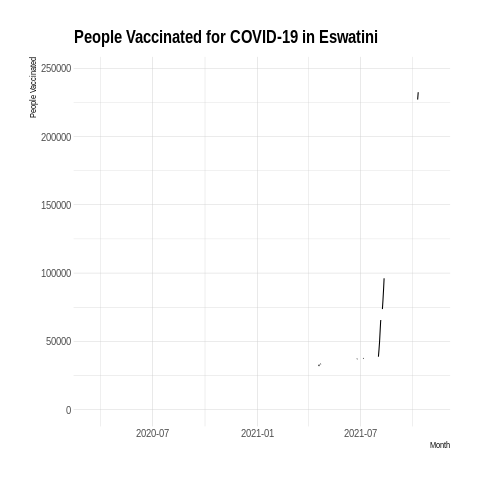 People Vaccinated for COVID-19 in Eswatini
People Vaccinated
250000
200000
150000
100000
50000
0
2020-07 2021-01 2021-07
Month